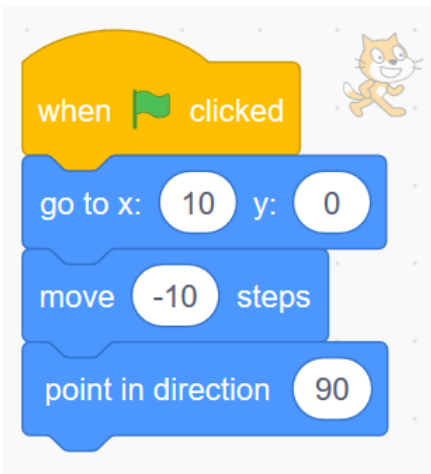 when clicked
go to x: 10 y: 0
move -10 steps
point in direction 90